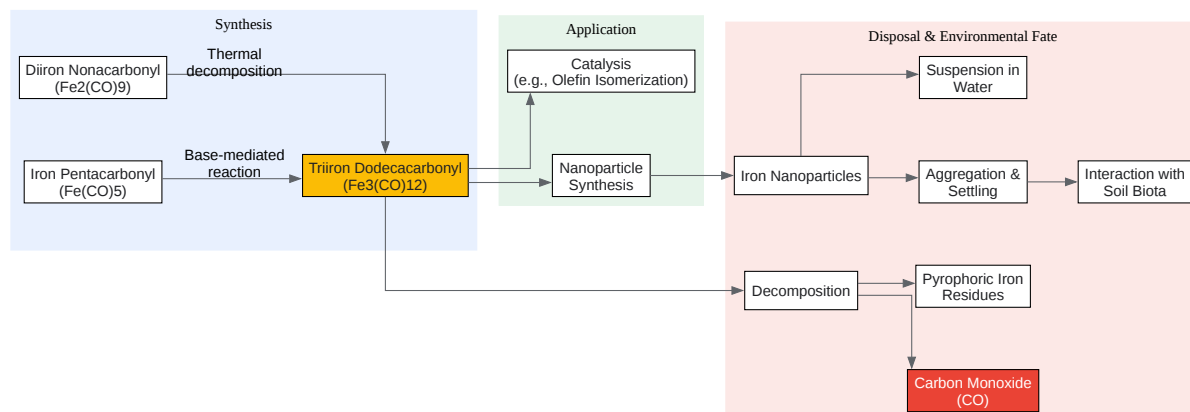 Synthesis
Thermal
decomposition
Diiron Nonacarbonyl
(Fe2(CO)9)
Base-mediated
reaction
Iron Pentacarbonyl
(Fe(CO)5)
Triiron Dodecacarbonyl
(Fe3(CO)12)
Application
Catalysis
(e.g., Olefin Isomerization)
Nanoparticle
Synthesis
Disposal & Environmental Fate
Suspension in
Water
Iron Nanoparticles
Aggregation &
Settling
Interaction with
Soil Biota
Decomposition
Pyrophoric Iron
Residues
Carbon Monoxide
(CO)